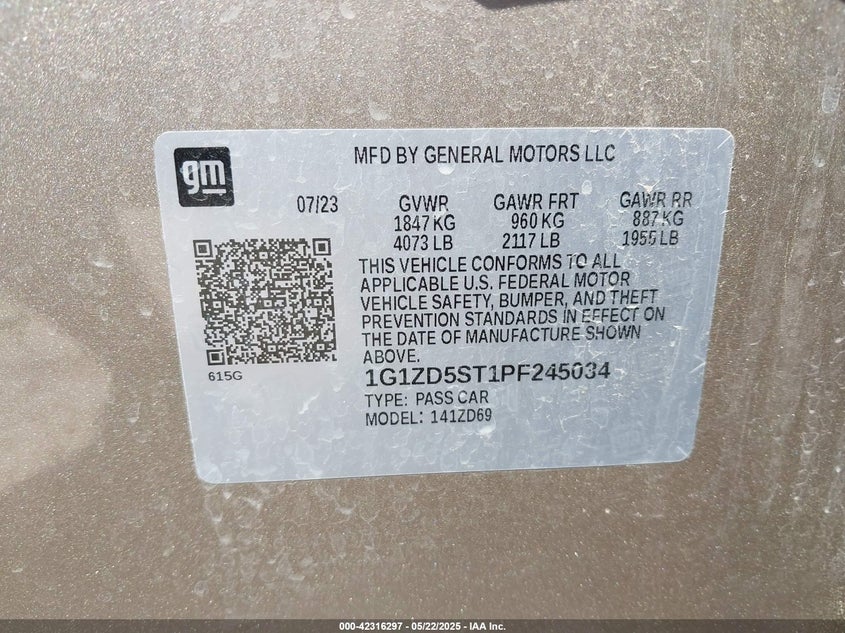 gm
MFD BY GENERAL MOTORS LLC
07/23 GVWR GAWR FRT GAWR RR
1847 KG 960 KG 887 KG
4073 LB 2117 LB 1955 LB
THIS VEHICLE CONFORMS TO ALL
APPLICABLE U.S. FEDERAL MOTOR
VEHICLE SAFETY, BUMPER, AND THEFT
PREVENTION STANDARDS IN EFFECT ON
THE DATE OF MANUFACTURE SHOWN
ABOVE.
615G
1G1ZD5ST1PF245034
TYPE: PASS CAR
MODEL: 141ZD69
000-42316297 - 05/22/2025 - IAA Inc.